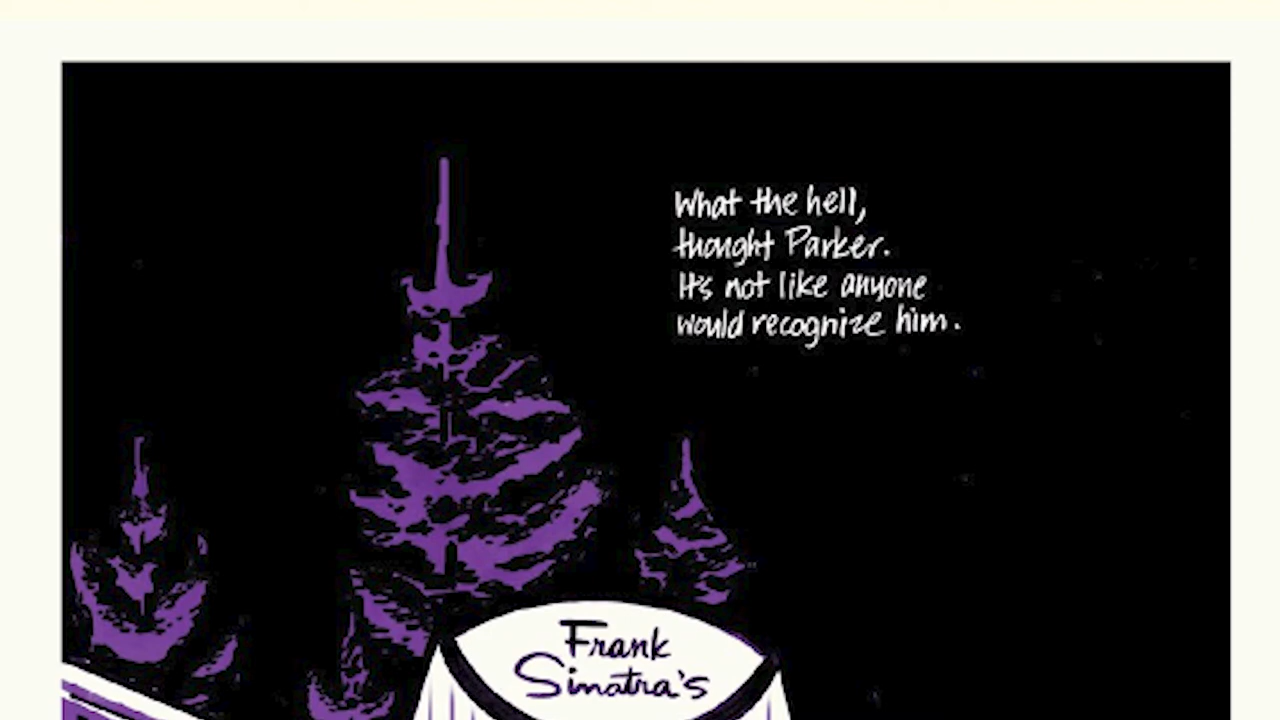 What the hell,
thought Parker.
It's not like anyone
would recognize him.
Frank
Sinatra's